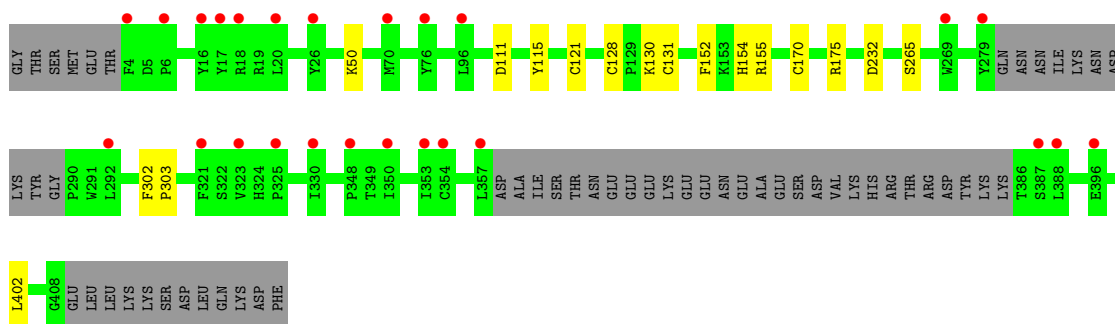 GLY THR SER MET GLU THR F4 D5 P6 Y16 Y17 R18 R19 L20 Y26 K50 M70 Y76 L96 D111 Y115 C121 C128 P129 K130 C131 F152 K153 H154 R155 C170 R175 D232 S265 W269 Y279 GLN ASN ASN ILE LYS ASN ASP
LYS TYR GLY P290 W291 L292 F302 P303 F321 S322 V323 H324 P325 I330 P348 T349 I350 I353 C354 L357 ASP ALA ILE SER THR ASN GLU GLU GLU LYS GLU GLU ASN GLU ALA GLU SER ASP VAL LYS HIS ARG THR ARG ASP TYR LYS LYS T386 S387 L388 E396
L402 G408 GLU LEU LEU LYS LYS SER ASP LEU GLN LYS ASP PHE